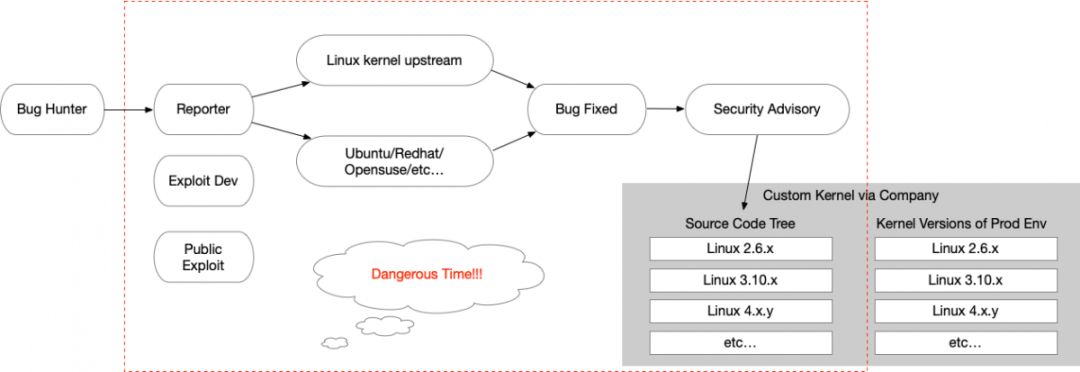 Linux kernel upstream
Bug Hunter
Reporter
Bug Fixed
Security Advisory
Ubuntu/Redhat/
Opensuse/etc…
Exploit Dev
Public
Exploit
Dangerous Time!!!
Custom Kernel via Company
Source Code Tree
Linux 2.6.x
Linux 3.10.x
Linux 4.x.y
etc…
Kernel Versions of Prod Env
Linux 2.6.x
Linux 3.10.x
Linux 4.x.y
etc…